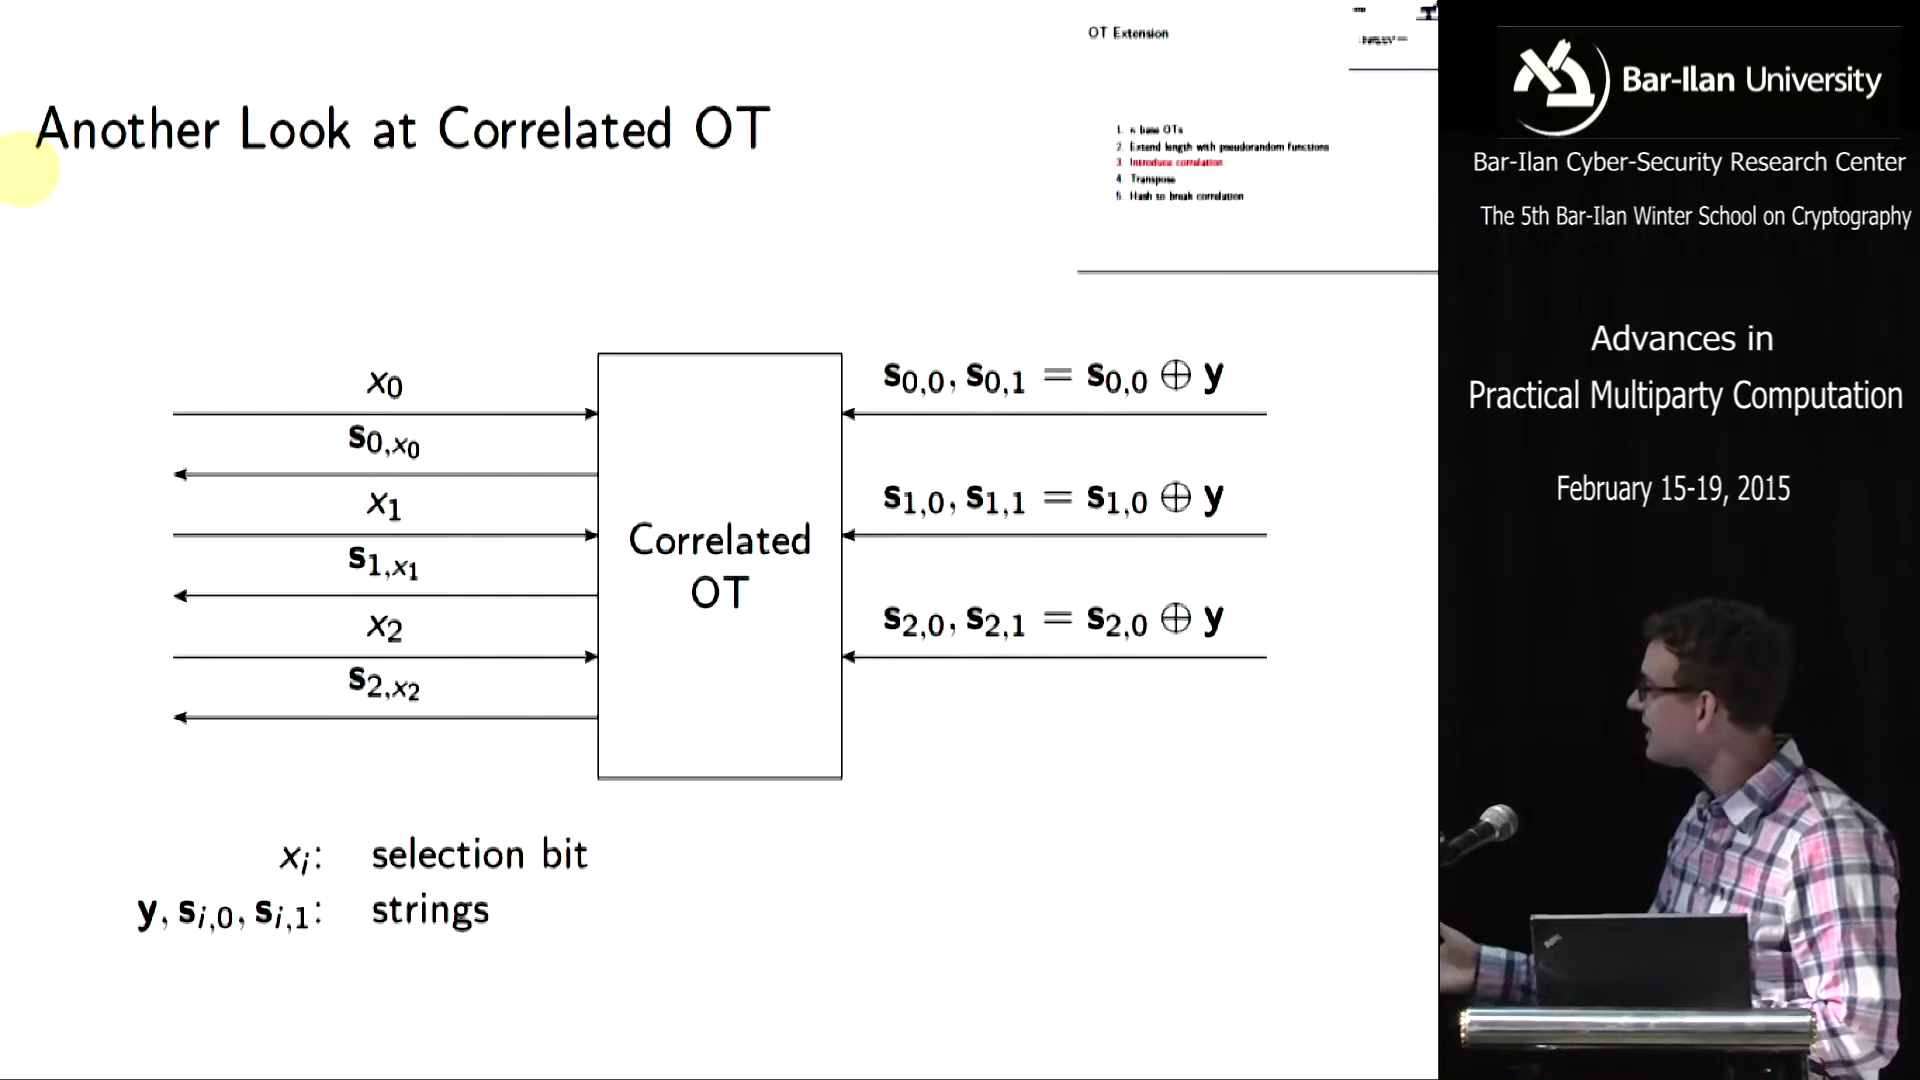 Another Look at Correlated OT
OT Extension
1. κ base OTs
2. Extend length with pseudorandom functions
3. Introduce correlation
4. Transpose
5. Hash to break correlation
x₀
s₀,ₓ₀
x₁
s₁,ₓ₁
x₂
s₂,ₓ₂
Correlated
OT
s₀,₀, s₀,₁ = s₀,₀ ⊕ y
s₁,₀, s₁,₁ = s₁,₀ ⊕ y
s₂,₀, s₂,₁ = s₂,₀ ⊕ y
xᵢ: selection bit
y, sᵢ,₀, sᵢ,₁: strings
Bar-Ilan University
Bar-Ilan Cyber-Security Research Center
The 5th Bar-Ilan Winter School on Cryptography
Advances in
Practical Multiparty Computation
February 15-19, 2015